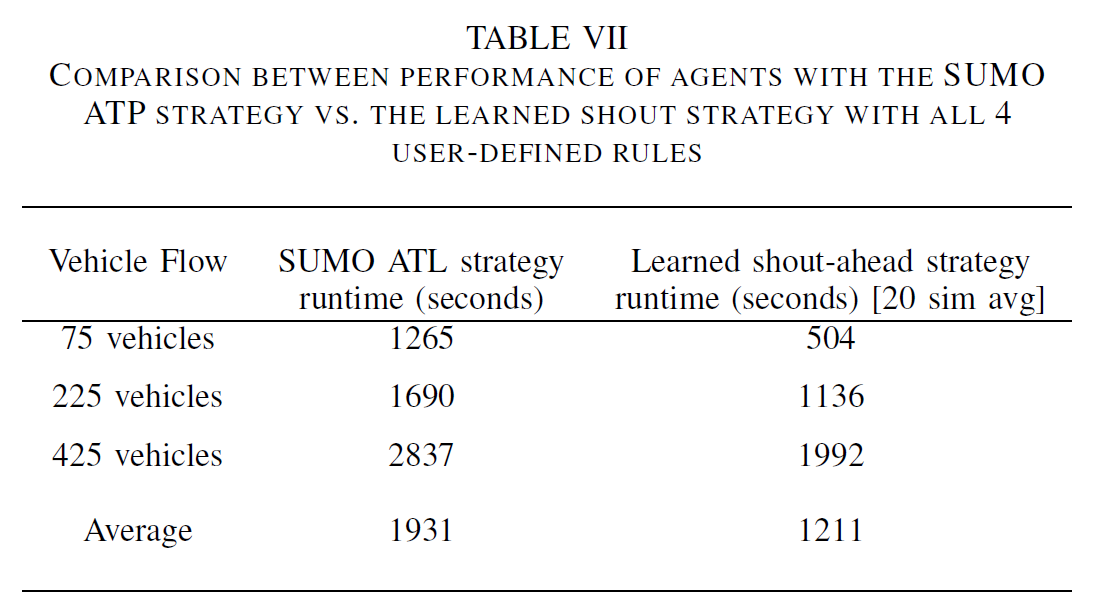 TABLE VII
COMPARISON BETWEEN PERFORMANCE OF AGENTS WITH THE SUMO
ATP STRATEGY VS. THE LEARNED SHOUT STRATEGY WITH ALL 4
USER-DEFINED RULES
Vehicle Flow SUMO ATL strategy runtime (seconds) Learned shout-ahead strategy runtime (seconds) [20 sim avg]
75 vehicles 1265 504
225 vehicles 1690 1136
425 vehicles 2837 1992
Average 1931 1211